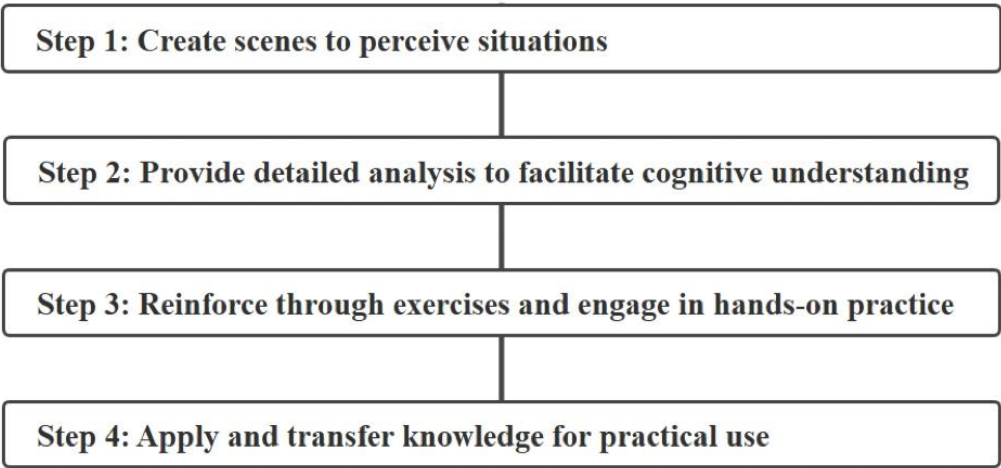 Step 1: Create scenes to perceive situations
Step 2: Provide detailed analysis to facilitate cognitive understanding
Step 3: Reinforce through exercises and engage in hands-on practice
Step 4: Apply and transfer knowledge for practical use